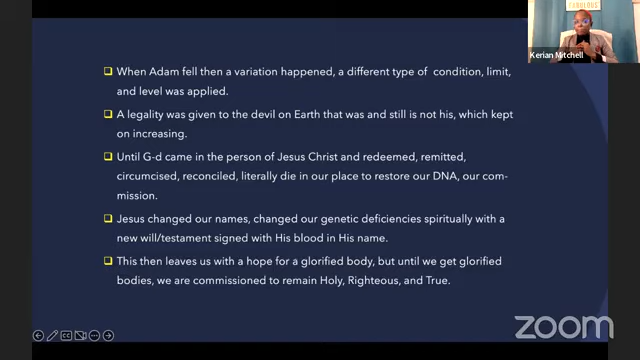 FABULOUS
Kerian Mitchell
When Adam fell then a variation happened, a different type of condition, limit,
and level was applied.
A legality was given to the devil on Earth that was and still is not his, which kept
on increasing.
Until G-d came in the person of Jesus Christ and redeemed, remitted,
circumcised, reconciled, literally die in our place to restore our DNA, our com-
mission.
Jesus changed our names, changed our genetic deficiencies spiritually with a
new will/testament signed with His blood in His name.
This then leaves us with a hope for a glorified body, but until we get glorified
bodies, we are commissioned to remain Holy, Righteous, and True.
zoom